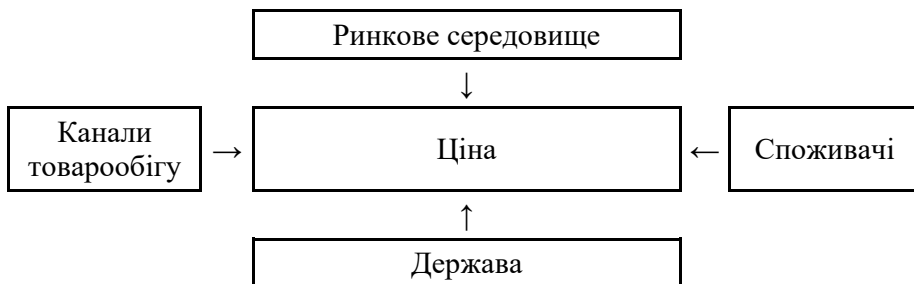 Ринкове середовище
↓
Канали
товарообігу
→
Ціна
←
Споживачі
↑
Держава